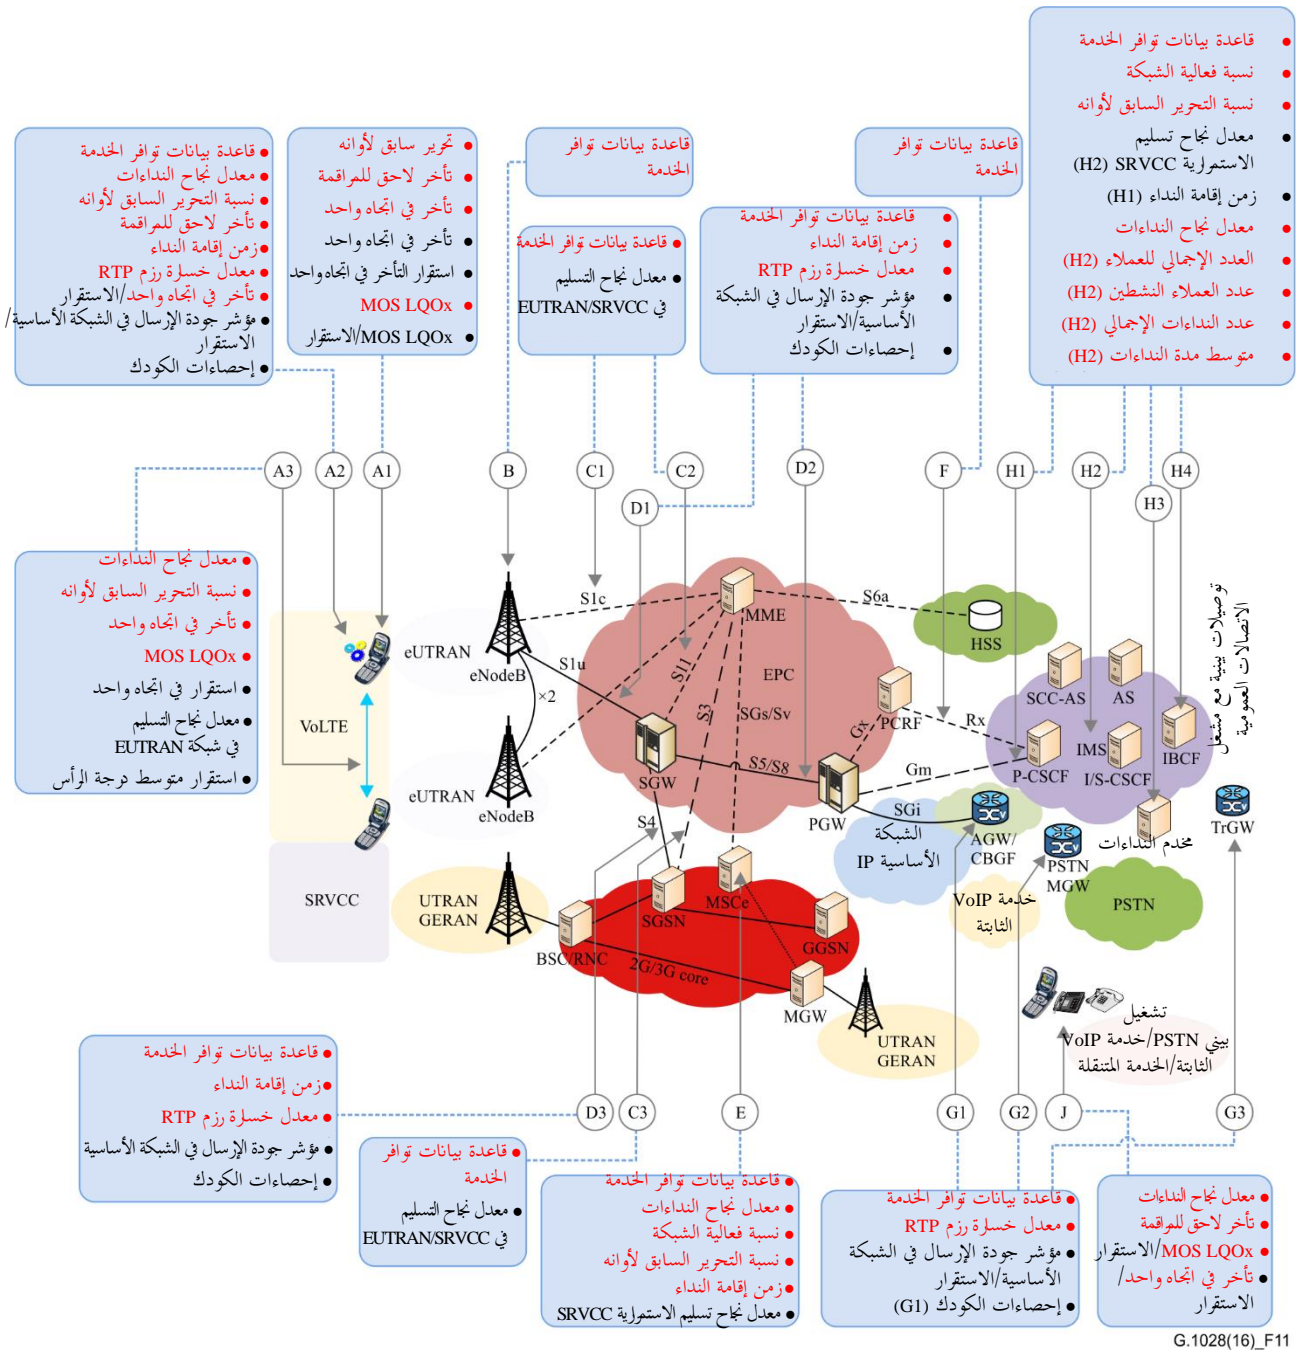 قاعدة بيانات توافر الخدمة
نسبة فعالية الشبكة
نسبة التحرير السابق لأوانه
معدل نجاح تسليم
الاستمرارية SRVCC (H2)
زمن إقامة النداء (H1)
معدل نجاح النداءات
العدد الإجمالي للعملاء (H2)
عدد العملاء النشطين (H2)
عدد النداءات الإجمالي (H2)
متوسط مدة النداءات (H2)
قاعدة بيانات توافر
الخدمة
قاعدة بيانات توافر
الخدمة
تحرير سابق لأوانه
تأخر لاحق للمراقمة
تأخر في اتجاه واحد
تأخر في اتجاه واحد
استقرار التأخر في اتجاه واحد
MOS LQOx
MOS LQOx/الاستقرار
قاعدة بيانات توافر الخدمة
معدل نجاح النداءات
نسبة التحرير السابق لأوانه
تأخر لاحق للمراقمة
زمن إقامة النداء
معدل خسارة رزم RTP
تأخر في اتجاه واحد/الاستقرار
مؤشر جودة الإرسال في الشبكة الأساسية/
الاستقرار
إحصاءات الكودك
قاعدة بيانات توافر الخدمة
زمن إقامة النداء
معدل خسارة رزم RTP
مؤشر جودة الإرسال في الشبكة
الأساسية/الاستقرار
إحصاءات الكودك
قاعدة بيانات توافر الخدمة
معدل نجاح التسليم
في EUTRAN/SRVCC
A3
A2
A1
B
C1
C2
D2
F
H1
H2
H4
D1
H3
معدل نجاح النداءات
نسبة التحرير السابق لأوانه
تأخر في اتجاه واحد
MOS LQOx
استقرار في اتجاه واحد
معدل نجاح التسليم
في شبكة EUTRAN
استقرار متوسط درجة الرأس
توصيلات بينية مع مشغل
الاتصالات العمومية
S1c
MME
S6a
HSS
eUTRAN
eNodeB
S1u
S11
EPC
×2
S3
SGs/Sv
PCRF
Gx
Rx
SCC-AS
AS
IMS
IBCF
P-CSCF
I/S-CSCF
VoLTE
SGW
S5/S8
Gm
PGW
SGi
eUTRAN
eNodeB
S4
الشبكة
الأساسية IP
AGW/
CBGF
PSTN
MGW
مخدم النداءات
TrGW
SRVCC
UTRAN
GERAN
SGSN
MSCe
GGSN
BSC/RNC
2G/3G core
MGW
خدمة VoIP
الثابتة
PSTN
UTRAN
GERAN
تشغيل
بيني PSTN/خدمة VoIP
الثابتة/الخدمة المتنقلة
D3
C3
E
G1
G2
J
G3
قاعدة بيانات توافر الخدمة
زمن إقامة النداء
معدل خسارة رزم RTP
مؤشر جودة الإرسال في الشبكة الأساسية
إحصاءات الكودك
قاعدة بيانات توافر
الخدمة
معدل نجاح التسليم
في EUTRAN/SRVCC
قاعدة بيانات توافر الخدمة
معدل نجاح النداءات
نسبة فعالية الشبكة
نسبة التحرير السابق لأوانه
زمن إقامة النداء
معدل نجاح تسليم الاستمرارية SRVCC
قاعدة بيانات توافر الخدمة
معدل خسارة رزم RTP
مؤشر جودة الإرسال في الشبكة
الأساسية/الاستقرار
إحصاءات الكودك (G1)
معدل نجاح النداءات
تأخر لاحق للمراقمة
MOS LQOx/الاستقرار
تأخر في اتجاه واحد/
الاستقرار
G.1028(16)_F11